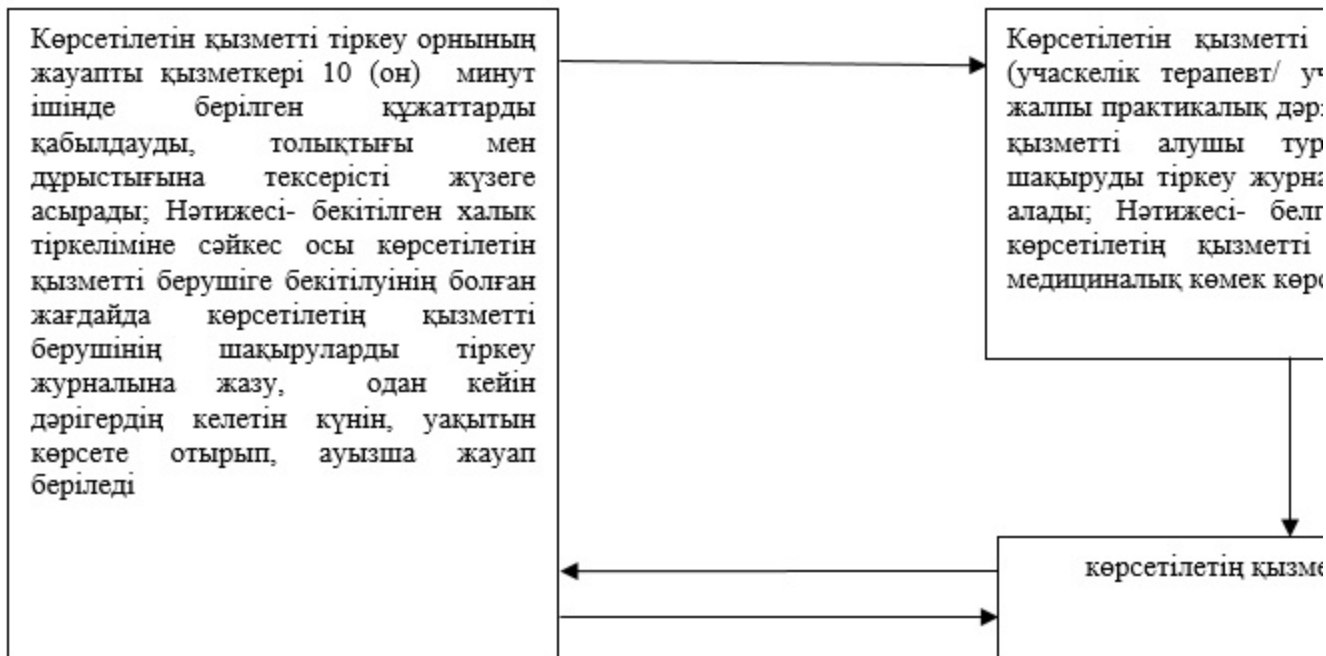 Көрсетілетін қызметті тіркеу орнының
жауапты қызметкері 10 (он) минут
ішінде берілген құжаттарды
қабылдауды, толықтығы мен
дұрыстығына тексерісті жүзеге
асырады; Нәтижесі- бекітілген халык
тіркеліміне сәйкес осы көрсетілетін
қызметті берушіге бекітілуінің болған
жағдайда көрсетілетің қызметті
берушінің шақыруларды тіркеу
журналына жазу, одан кейін
дәрігердің келетін күнін, уақытын
көрсете отырып, ауызша жауап
беріледі
Көрсетілетін қызметті
(учаскелік терапевт/
жалпы практикалық
қызметті алушы
шақыруды тіркеу
алады; Нәтижесі-
көрсетілетің қызметті
медициналық көмек
көрсетілетің